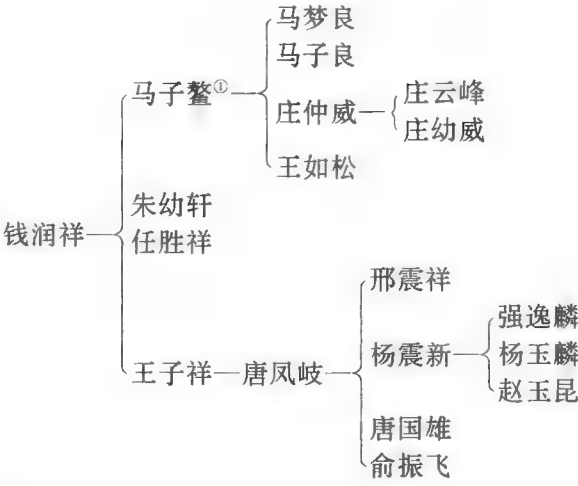 马梦良
马子良
马子鳌①
庄仲威
庄云峰
庄幼威
王如松
朱幼轩
钱润祥
任胜祥
邢震祥
强逸麟
杨震新
杨玉麟
王子祥
唐凤岐
赵玉昆
唐国雄
俞振飞